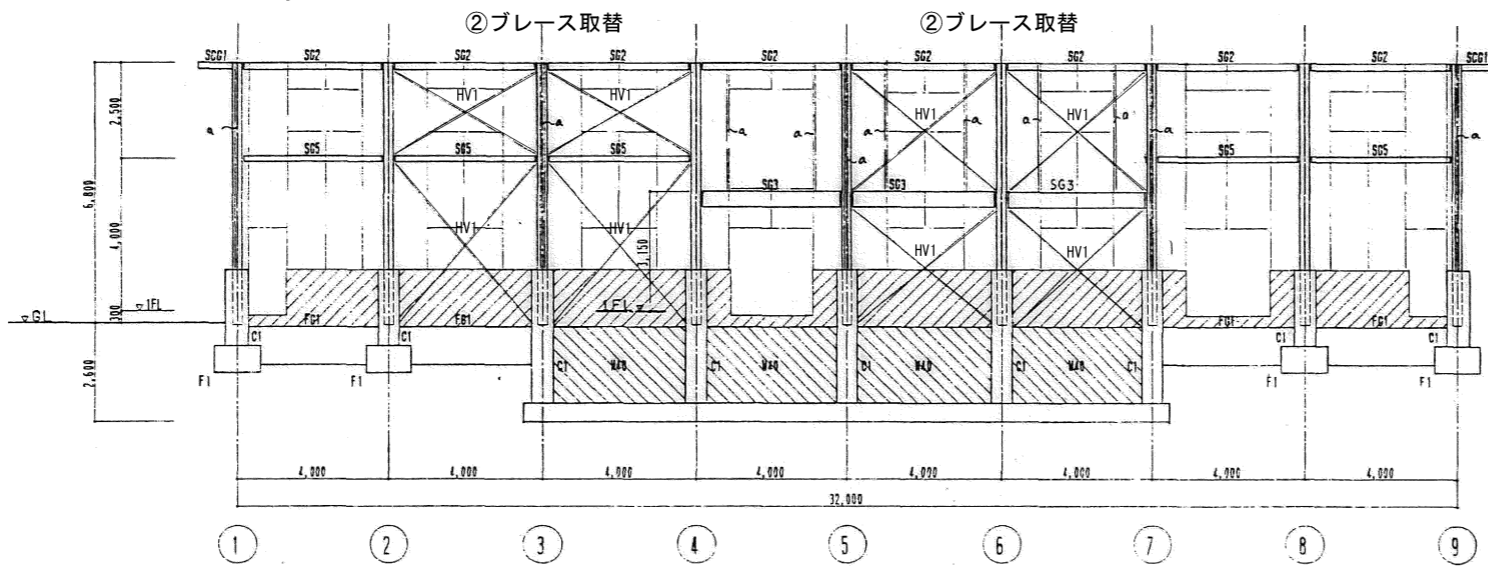 ②ブレース取替 ②ブレース取替
SCG1 SG2 SG2 SG2 SG2 SG2 SG2 SG2 SG2 SCG1
HV1 HV1 HV1 HV1
2,500
a a a a a a a a a a a
SG5 SG5 SG5 SG5 SG5
6,800
SG3 SG3 SG3
4,000
HV1 HV1 HV1 HV1
3,150
300
▽1FL
1FL▽
▽GL
FG1 FG1 FG1 FG1
C1 C1 C1 C1
F1 F1 F1 F1
2,600
C1 C1 C1 C1 C1
4,000 4,000 4,000 4,000 4,000 4,000 4,000 4,000
32,000
1 2 3 4 5 6 7 8 9